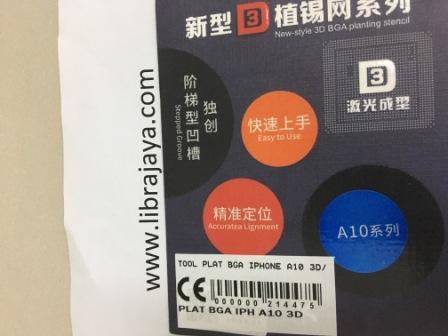 新型3D植锡网系列
New-style 3D BGA planting stencil
www.librajaya.com
独创
阶梯型凹槽
Stepped Groove
3D
激光成型
快速上手
Easy to Use
精准定位
Accuratea Lignment
A10系列
TOOL PLAT BGA IPHONE A10 3D/
CE
000000 214475
PLAT BGA IPH A10 3D